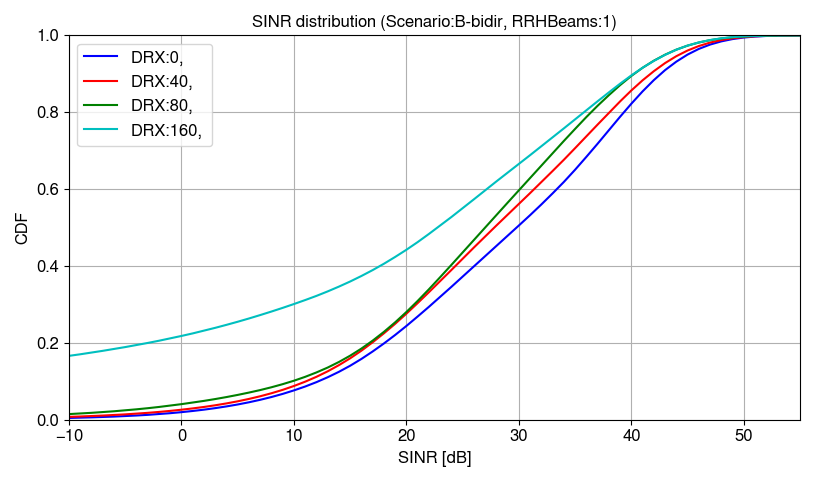 SINR distribution (Scenario:B-bidir, RRHBeams:1)
DRX:0,
DRX:40,
DRX:80,
DRX:160,
CDF
1.0
0.8
0.6
0.4
0.2
0.0
−10 0 10 20 30 40 50
SINR [dB]